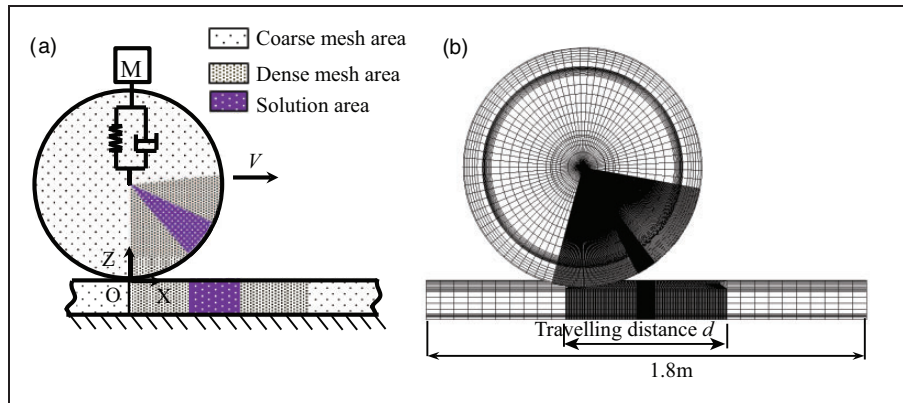 (a)
M
Coarse mesh area
Dense mesh area
Solution area
V
Z
O
X
(b)
Travelling distance d
1.8m